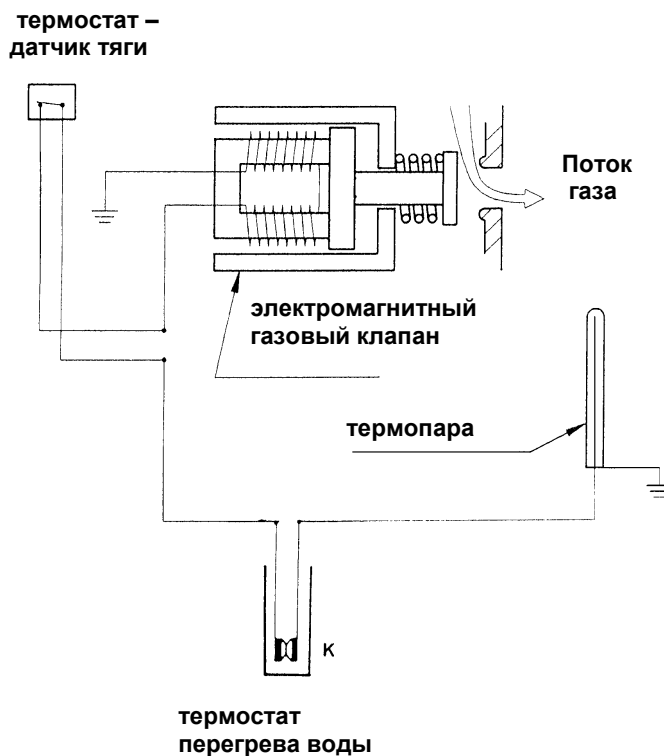 термостат –
датчик тяги
Поток
газа
электромагнитный
газовый клапан
термопара
K
термостат
перегрева воды